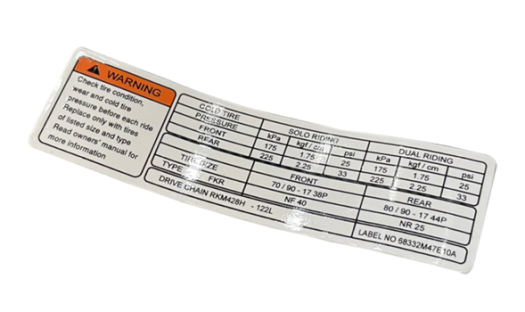 WARNING
Check tire condition,
wear and cold tire
pressure before each ride
Replace only with tires
of listed size and type
Read owners' manual for
more information
COLD TIRE PRESSURE SOLO RIDING DUAL RIDING
kPa kgf / cm psi kPa kgf / cm psi
FRONT 175 1.75 25 175 1.75 25
REAR 225 2.25 33 225 2.25 33
TIRE SIZE FRONT REAR
70 / 90 - 17 38P 80 / 90 - 17 44P
TYPE FKR NF 40 NR 25
DRIVE CHAIN RKM428H - 122L LABEL NO 68332M47E10A